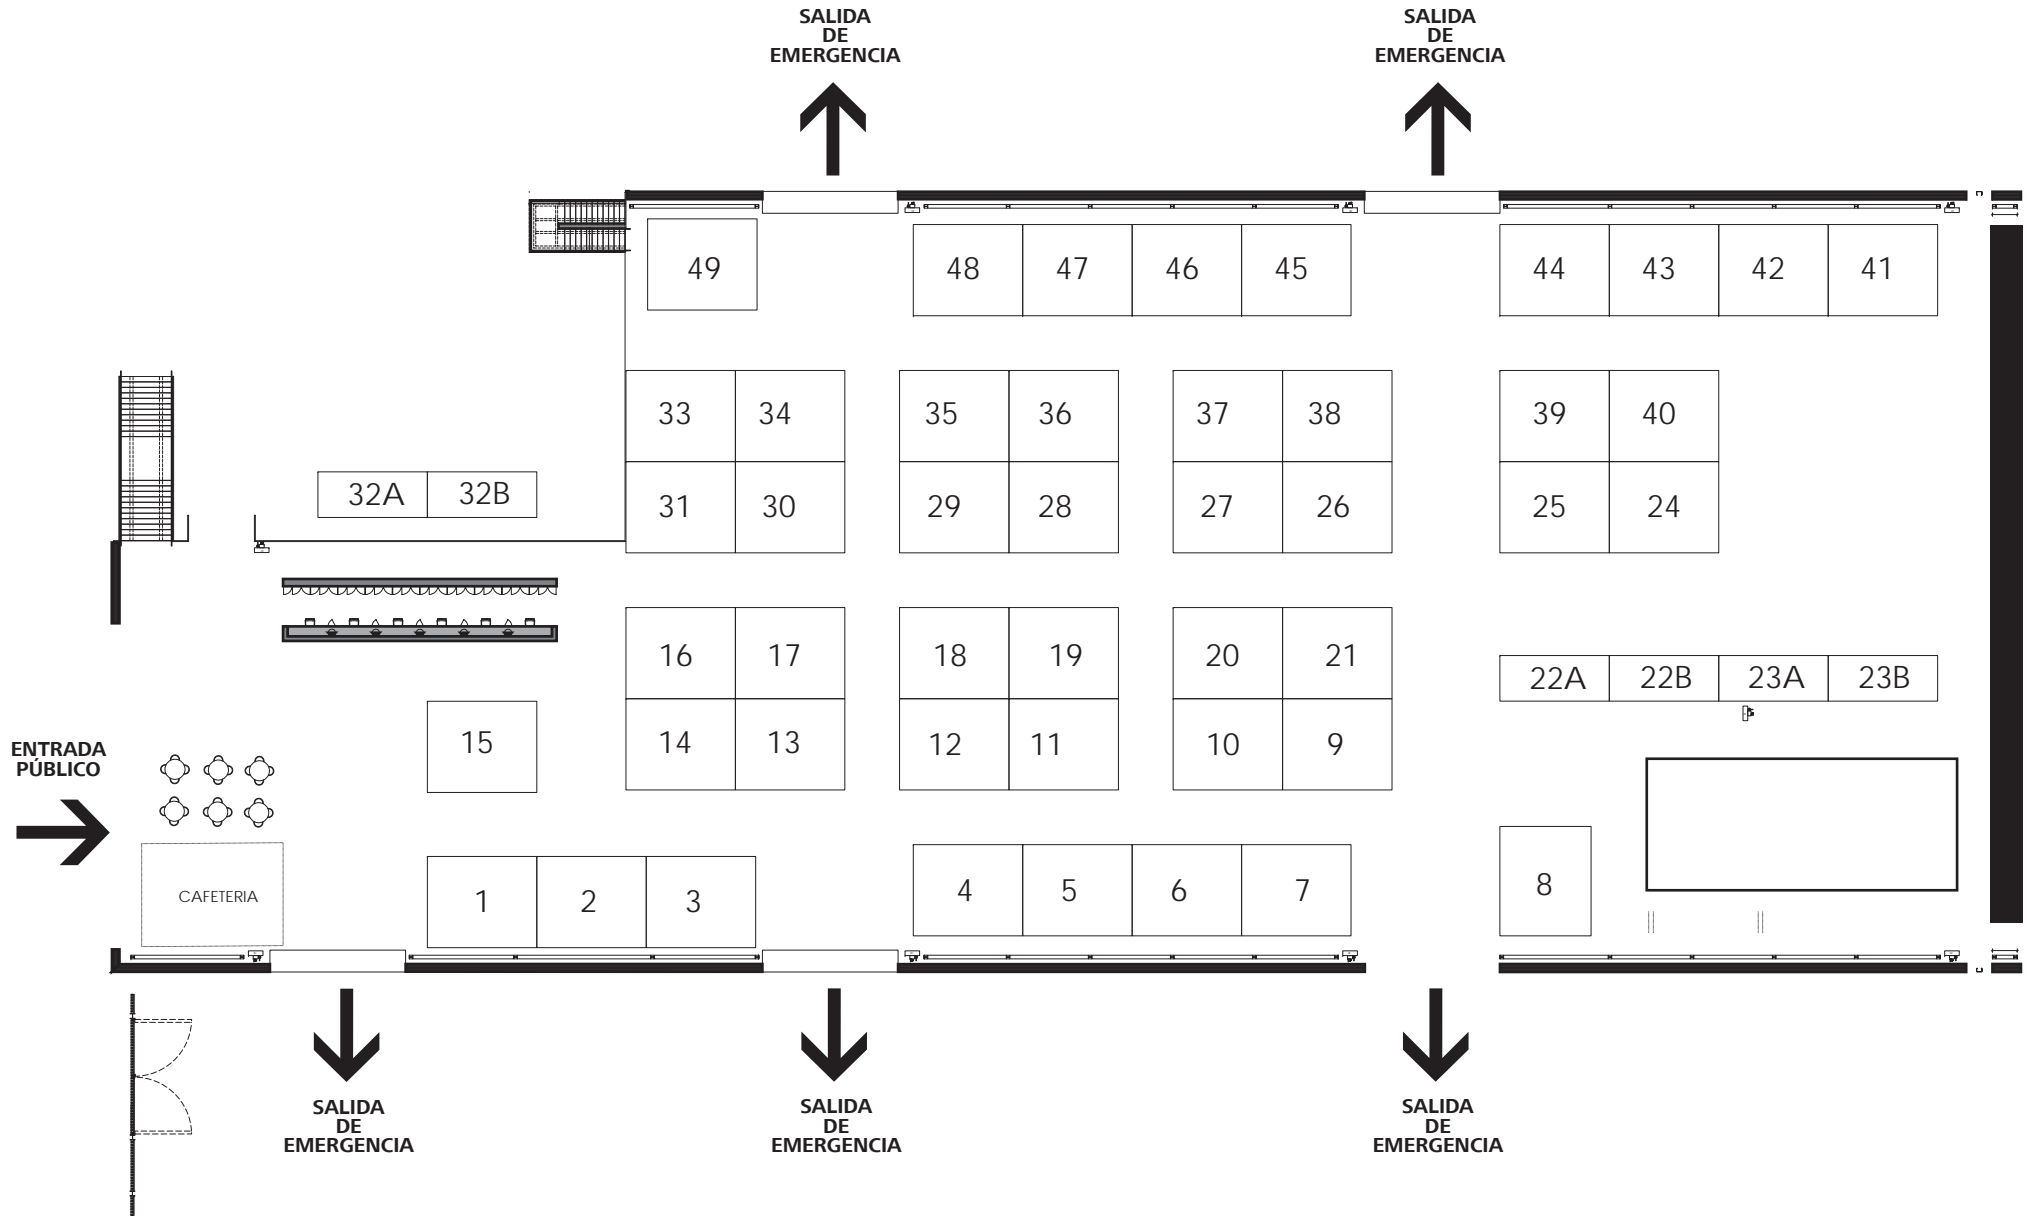 SALIDA
DE
EMERGENCIA
SALIDA
DE
EMERGENCIA
49
48 47 46 45
44 43 42 41
33 34
35 36
37 38
39 40
32A 32B
31 30
29 28
27 26
25 24
16 17
18 19
20 21
22A 22B 23A 23B
15
14 13
12 11
10 9
ENTRADA
PÚBLICO
CAFETERIA
1 2 3
4 5 6 7
8
SALIDA
DE
EMERGENCIA
SALIDA
DE
EMERGENCIA
SALIDA
DE
EMERGENCIA